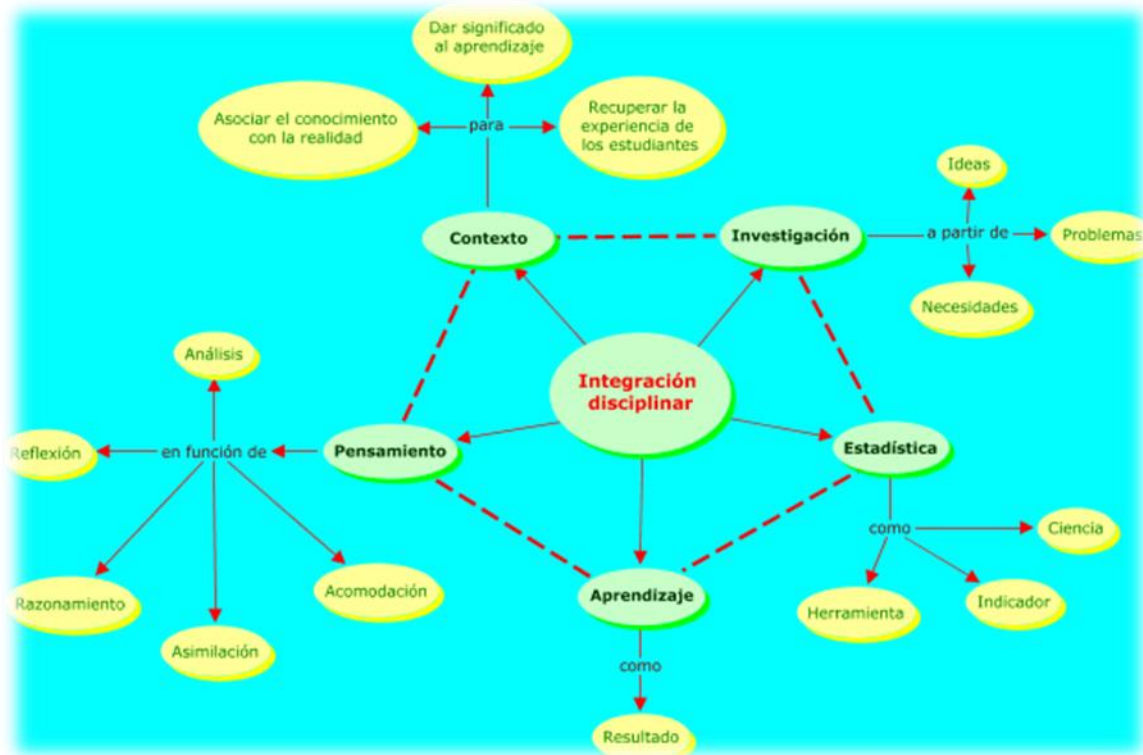 Dar significado
al aprendizaje
Asociar el conocimiento
con la realidad
para
Recuperar la
experiencia de
los estudiantes
Contexto
Investigación
a partir de
Ideas
Problemas
Necesidades
Integración
disciplinar
Análisis
Reflexión
en función de
Pensamiento
Razonamiento
Asimilación
Acomodación
Estadística
como
Ciencia
Indicador
Herramienta
Aprendizaje
como
Resultado